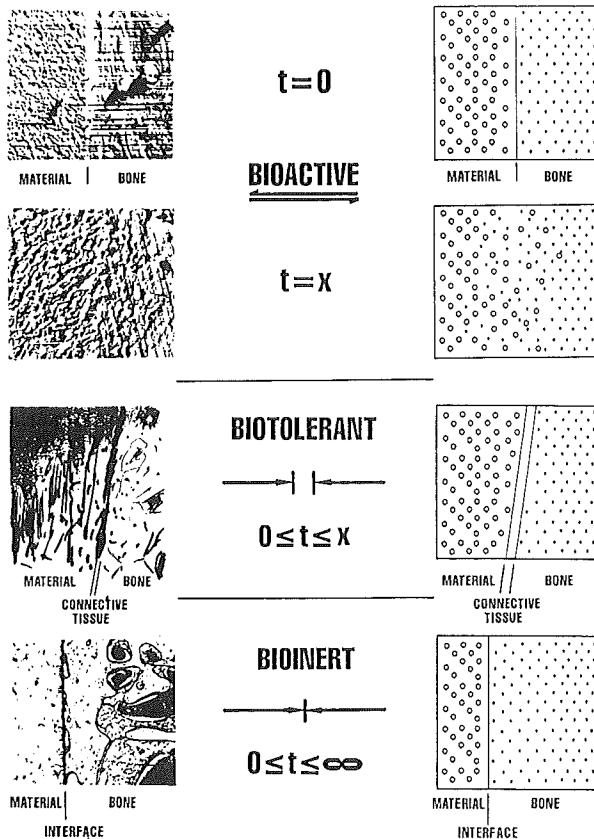 t=0
MATERIAL | BONE
BIOACTIVE
MATERIAL | BONE
t=x
BIOTOLERANT
0≤t≤x
MATERIAL BONE
CONNECTIVE
TISSUE
MATERIAL BONE
CONNECTIVE
TISSUE
BIOINERT
0≤t≤∞
MATERIAL BONE
INTERFACE
MATERIAL BONE
INTERFACE